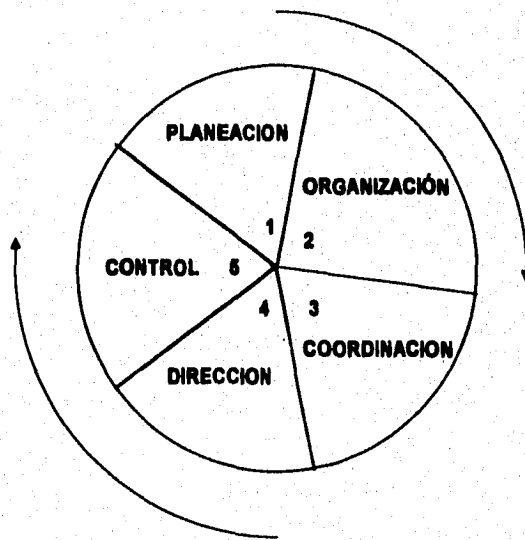 PLANEACION
1
ORGANIZACIÓN
2
3
COORDINACION
4
DIRECCION
CONTROL 5